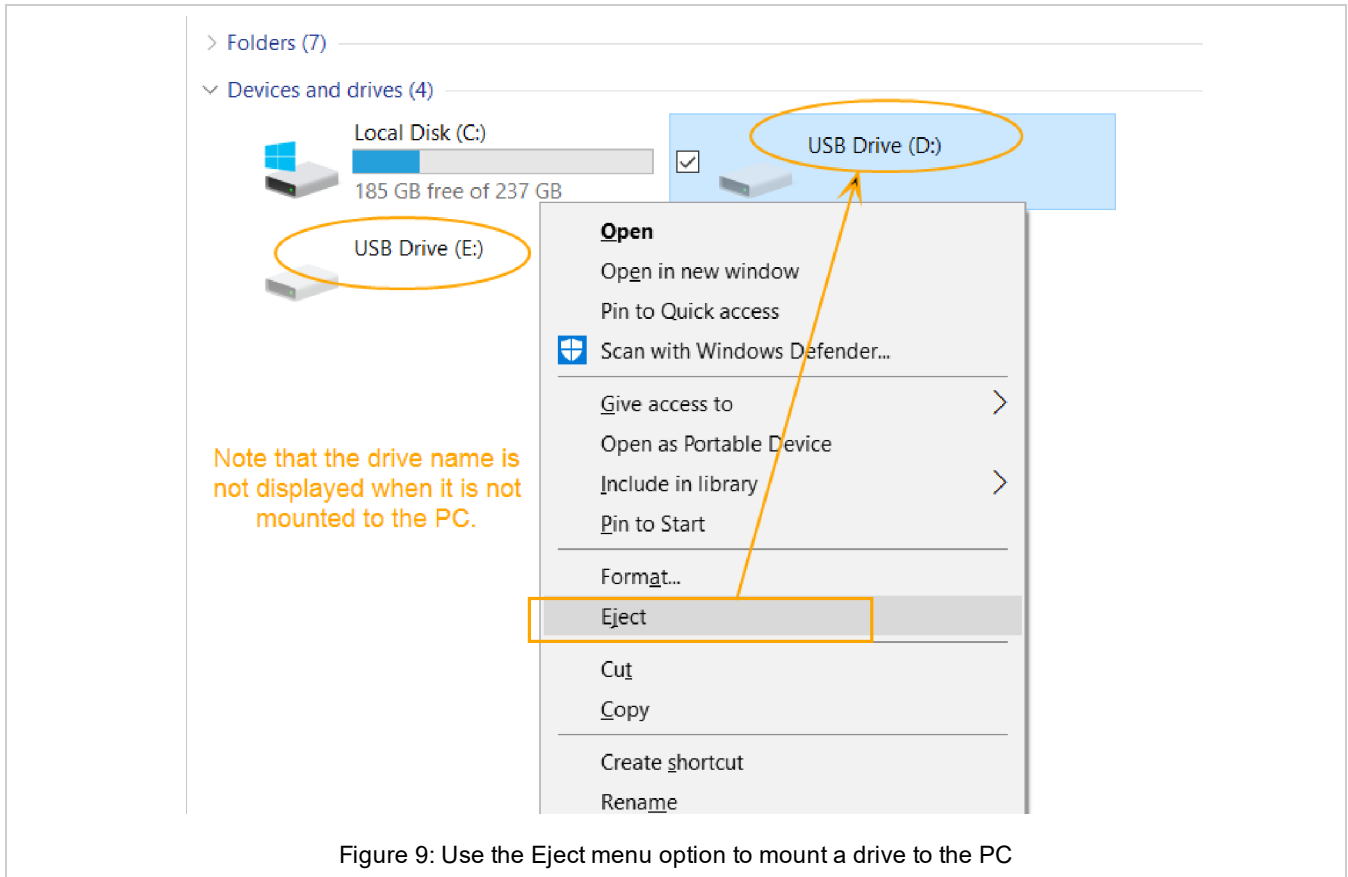 Folders (7)
Devices and drives (4)
Local Disk (C:)
185 GB free of 237 GB
USB Drive (D:)
USB Drive (E:)
Open
Open in new window
Pin to Quick access
Scan with Windows Defender...
Give access to
Open as Portable Device
Include in library
Pin to Start
Format...
Eject
Cut
Copy
Create shortcut
Rename
Note that the drive name is
not displayed when it is not
mounted to the PC.
Figure 9: Use the Eject menu option to mount a drive to the PC